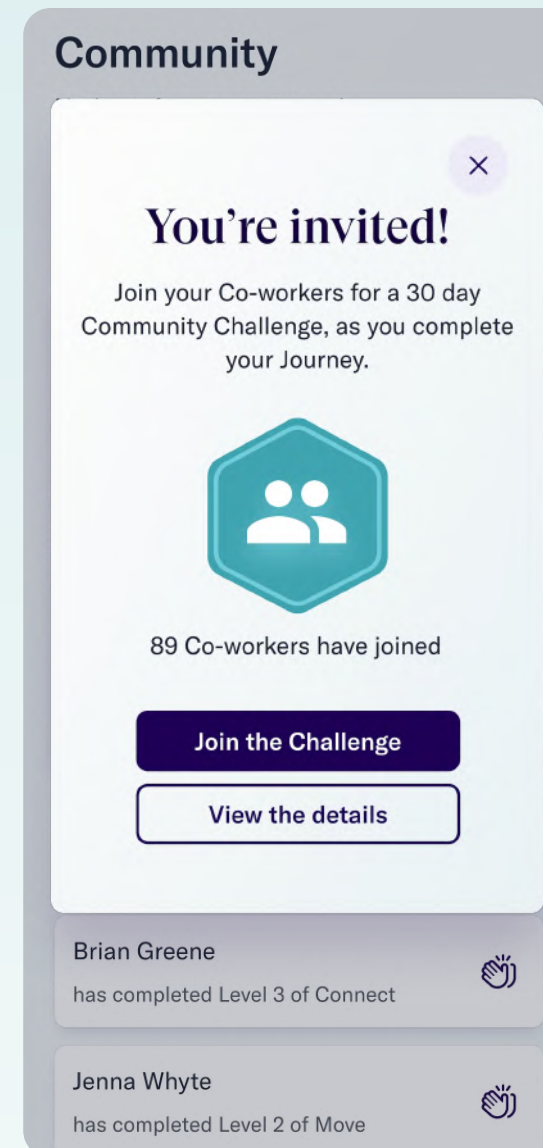 Community
You’re invited!
Join your Co-workers for a 30 day
Community Challenge, as you complete
your Journey.
89 Co-workers have joined
Join the Challenge
View the details
Brian Greene
has completed Level 3 of Connect
Jenna Whyte
has completed Level 2 of Move